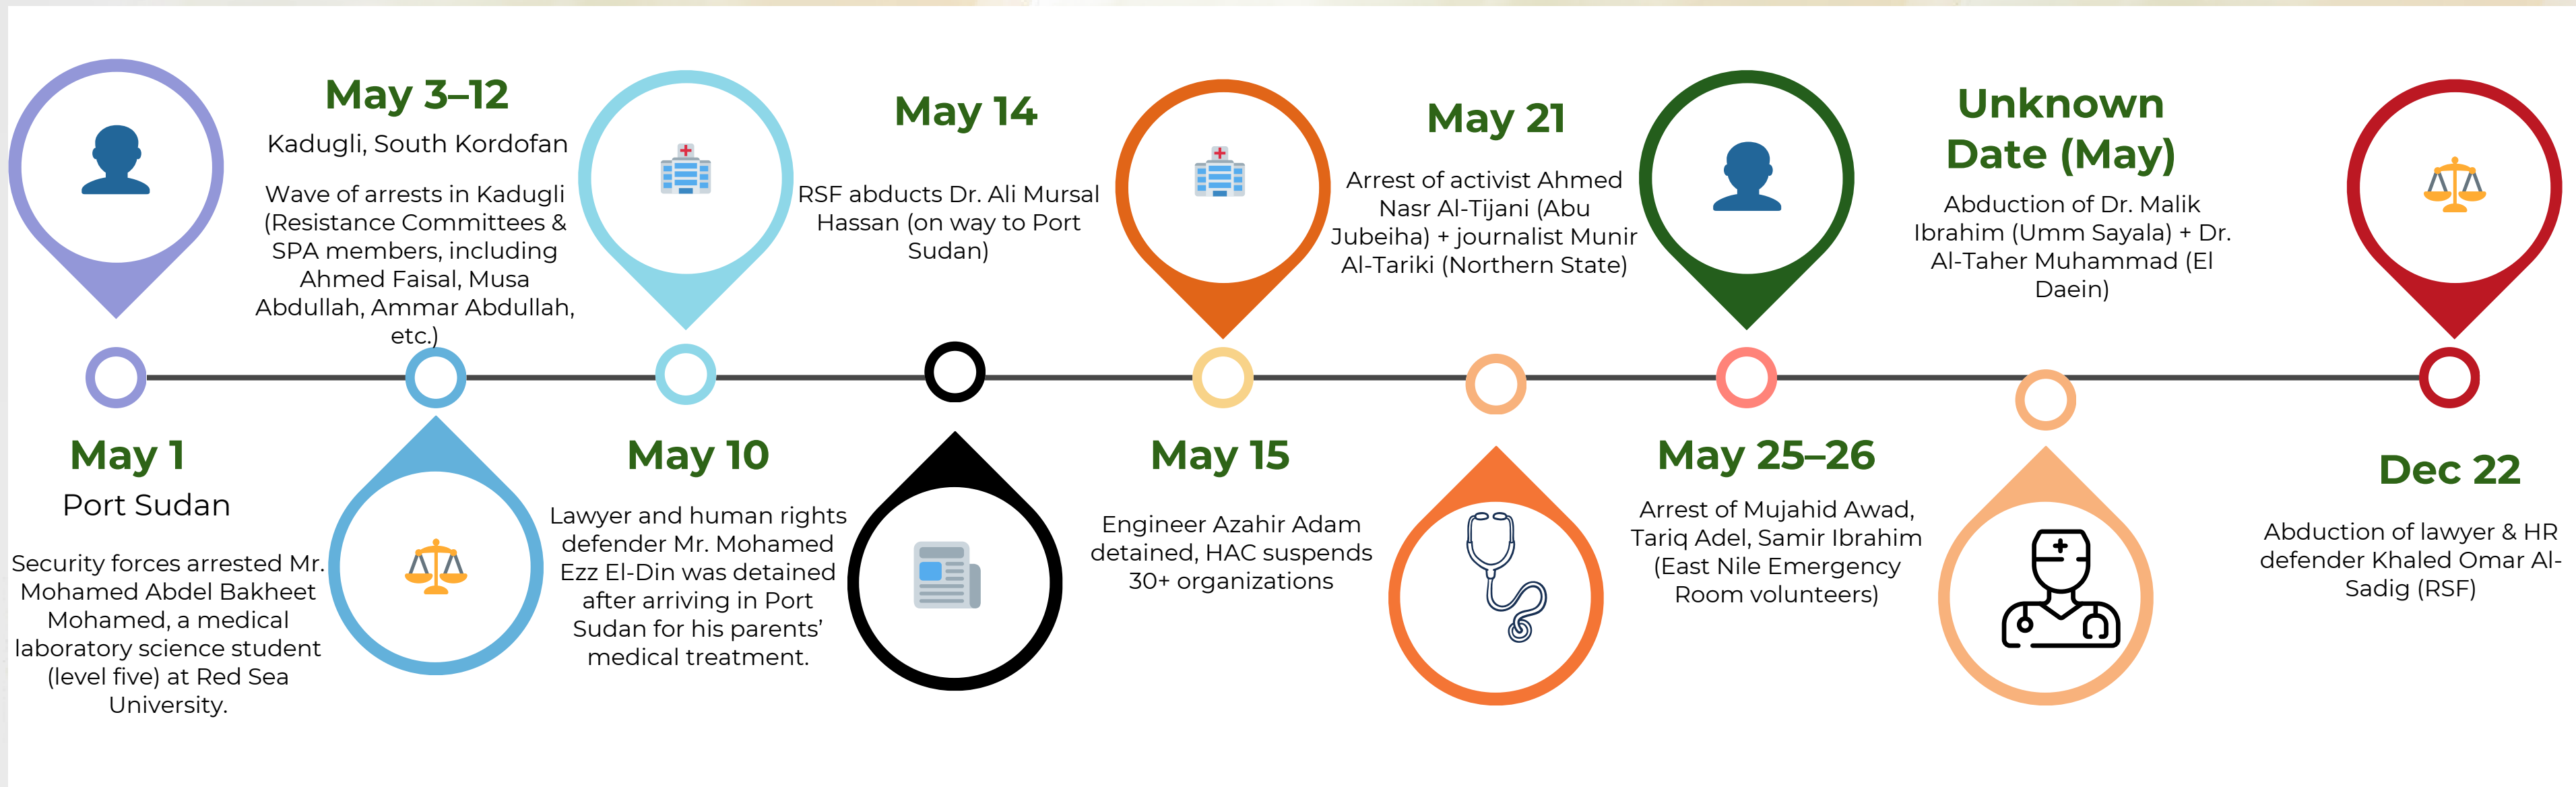 May 1
Port Sudan
Security forces arrested Mr.
Mohamed Abdel Bakheet
Mohamed, a medical
laboratory science student
(level five) at Red Sea
University.
May 3–12
Kadugli, South Kordofan
Wave of arrests in Kadugli
(Resistance Committees &
SPA members, including
Ahmed Faisal, Musa
Abdullah, Ammar Abdullah,
etc.)
May 10
Lawyer and human rights
defender Mr. Mohamed
Ezz El-Din was detained
after arriving in Port
Sudan for his parents’
medical treatment.
May 14
RSF abducts Dr. Ali Mursal
Hassan (on way to Port
Sudan)
May 15
Engineer Azahir Adam
detained, HAC suspends
30+ organizations
May 21
Arrest of activist Ahmed
Nasr Al-Tijani (Abu
Jubeiha) + journalist Munir
Al-Tariki (Northern State)
May 25–26
Arrest of Mujahid Awad,
Tariq Adel, Samir Ibrahim
(East Nile Emergency
Room volunteers)
Unknown
Date (May)
Abduction of Dr. Malik
Ibrahim (Umm Sayala) + Dr.
Al-Taher Muhammad (El
Daein)
Dec 22
Abduction of lawyer & HR
defender Khaled Omar Al-
Sadig (RSF)